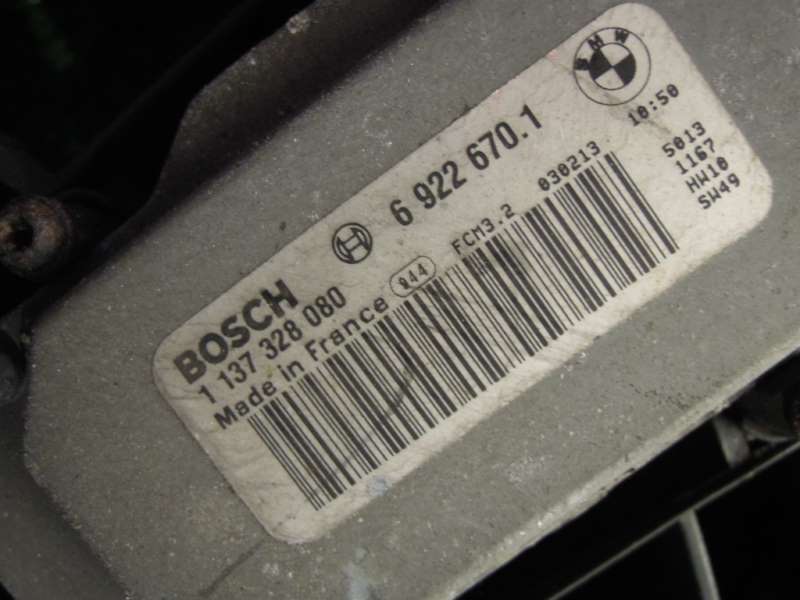 BMW
BOSCH 6 922 670.1 10:50
1 137 328 080
Made in France 944 FCM3.2 030213
5013
1167
HW10
SW49